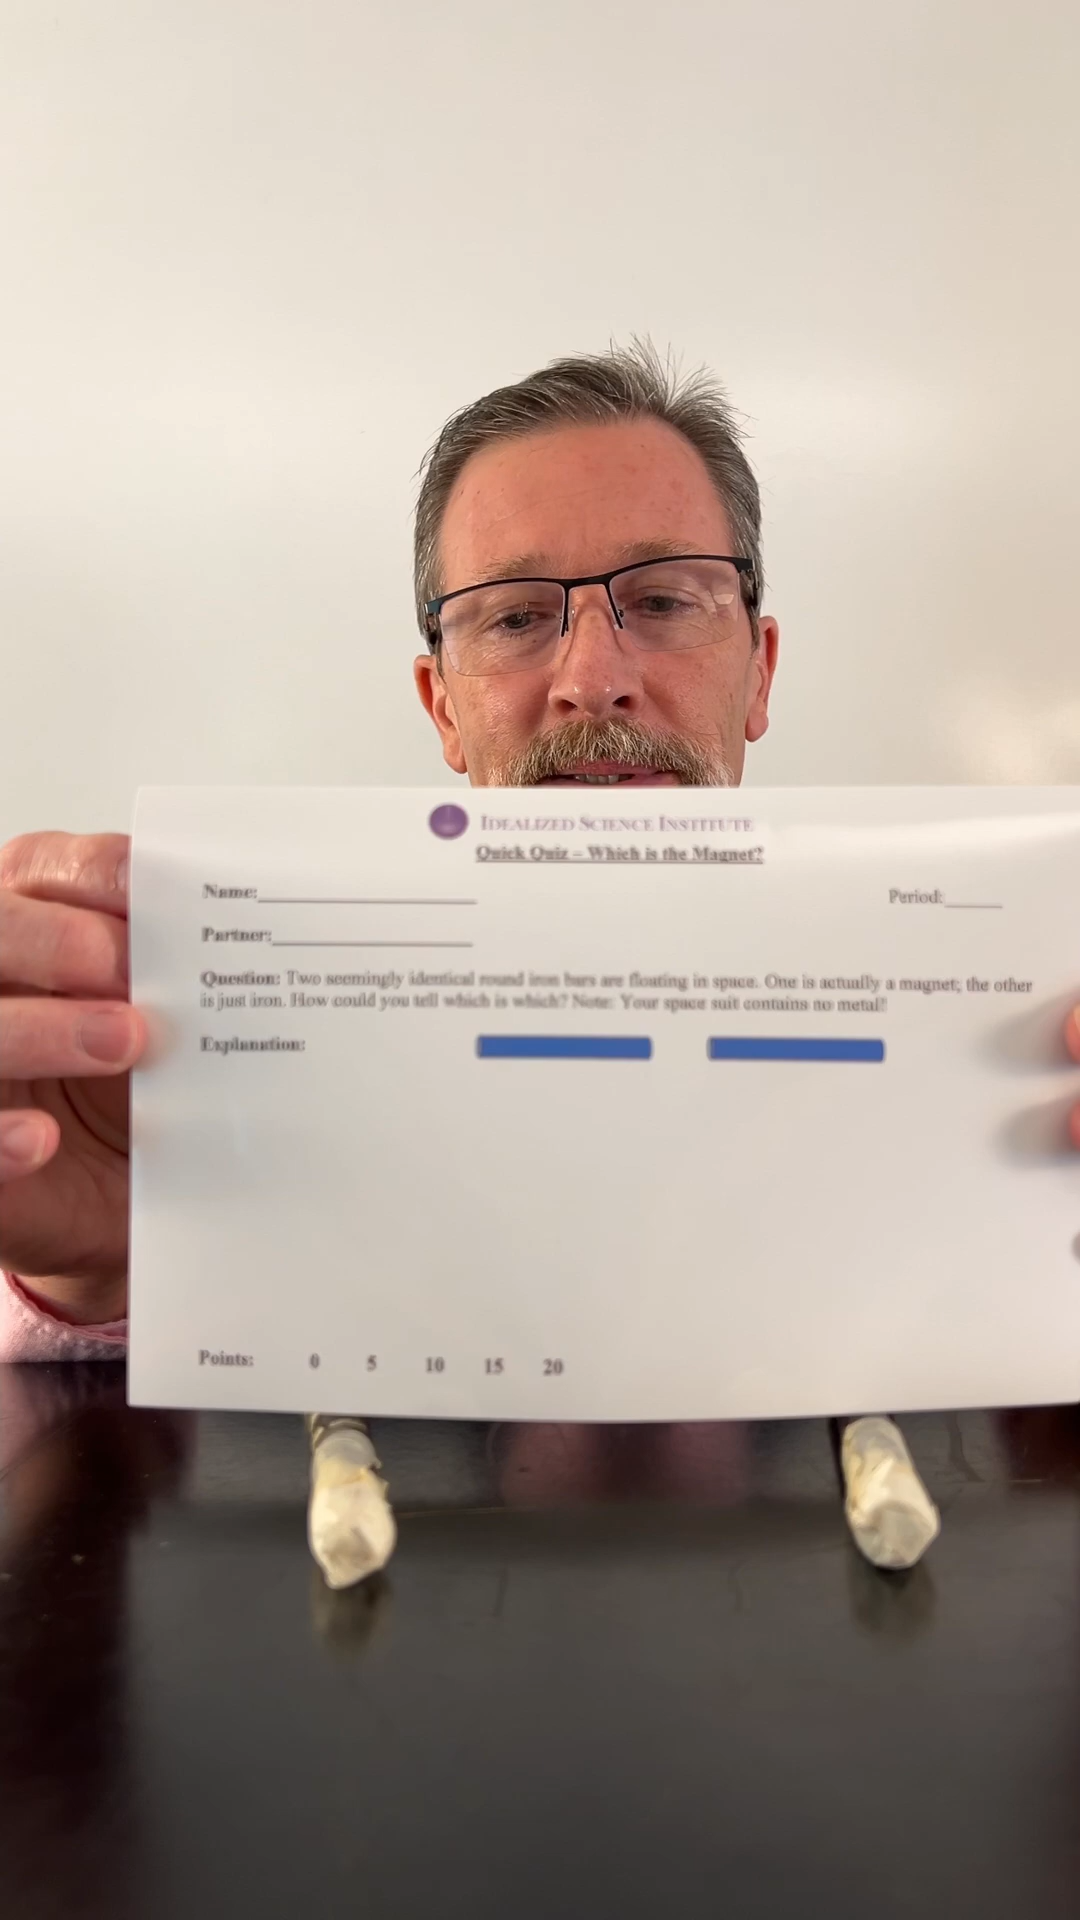 IDEALIZED SCIENCE INSTITUTE
Quick Quiz – Which is the Magnet?
Name:
Period:
Partner:
Question: Two seemingly identical round iron bars are floating in space. One is actually a magnet; the other
is just iron. How could you tell which is which? Note: Your space suit contains no metal!
Explanation:
Points: 0 5 10 15 20